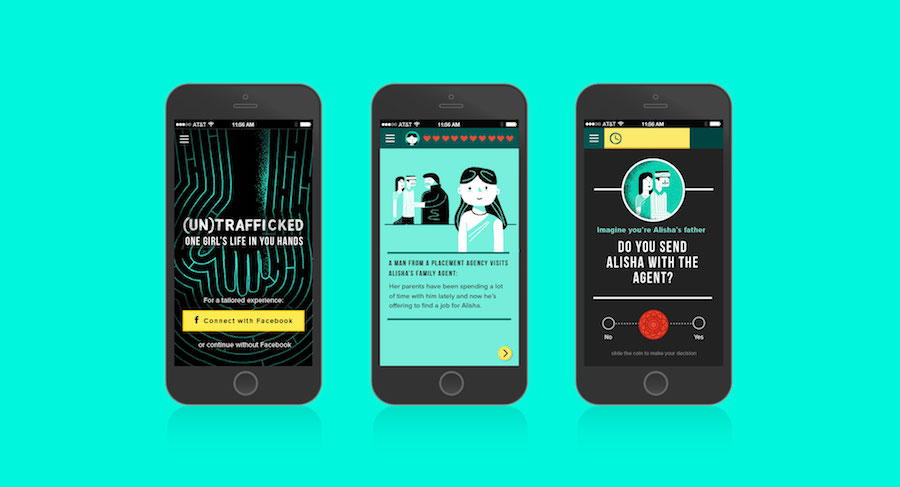 AT&T 11:56 AM
(UN)TRAFFICKED
ONE GIRL'S LIFE IN YOU HANDS
For a tailored experience:
f Connect with Facebook
or continue without Facebook
AT&T 11:56 AM
A MAN FROM A PLACEMENT AGENCY VISITS
ALISHA'S FAMILY AGENT:
Her parents have been spending a lot
of time with him lately and now he's
offering to find a job for Alisha.
AT&T 11:56 AM
Imagine you're Alisha's father
DO YOU SEND
ALISHA WITH THE
AGENT?
No Yes
slide the coin to make your decision